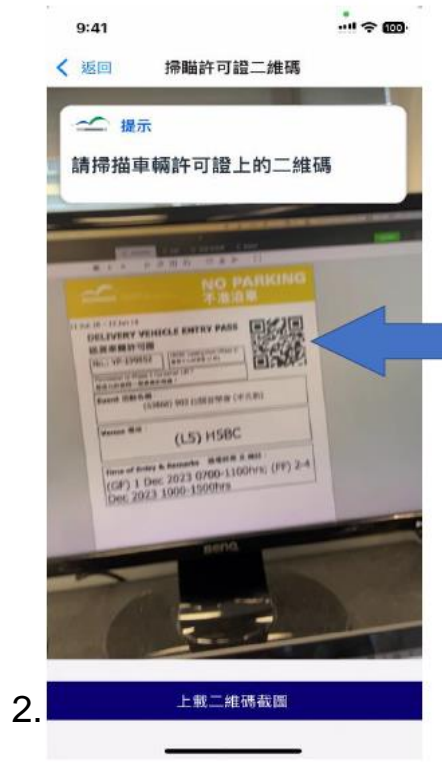 9:41
100
返回 掃瞄許可證二維碼
提示
請掃描車輛許可證上的二維碼
NO PARKING
不准泊車
DELIVERY VEHICLE ENTRY PASS
送貨車輛許可證
Event 活動名稱
Venue 場地
(L5) HSBC
Time of Entry & Remarks
(GF) 1 Dec 2023 0700-1100hrs; (FF) 2-4
Dec 2023 1000-1500hrs
BenQ
2.
上載二維碼截圖